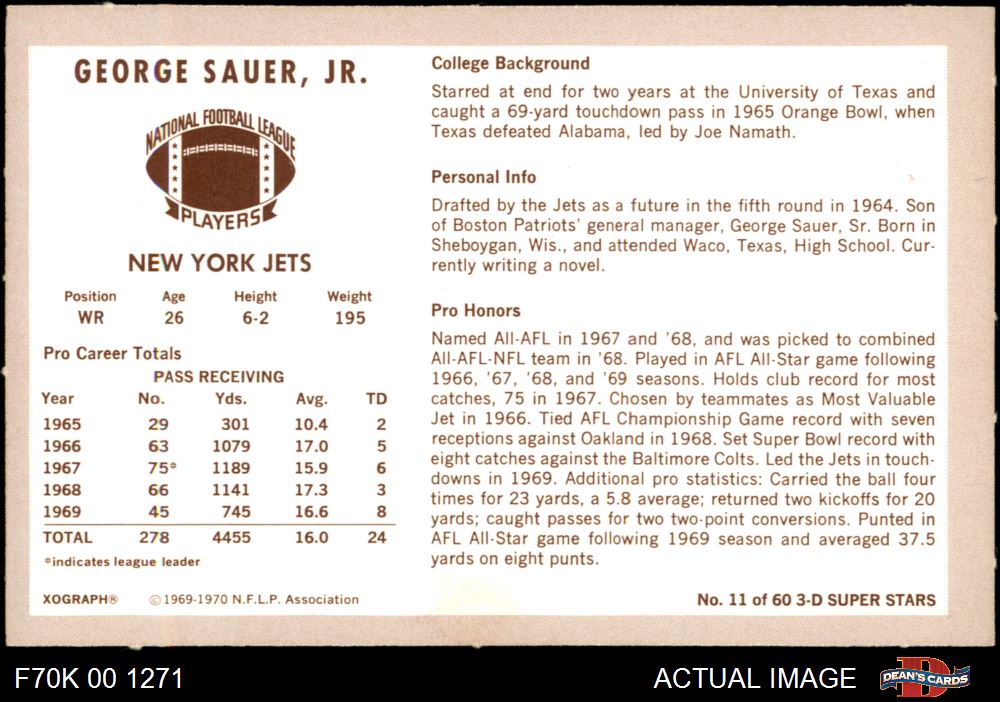 GEORGE SAUER, JR.
NATIONAL FOOTBALL LEAGUE
PLAYERS
NEW YORK JETS
Position Age Height Weight
WR 26 6-2 195
Pro Career Totals
PASS RECEIVING
Year No. Yds. Avg. TD
1965 29 301 10.4 2
1966 63 1079 17.0 5
1967 75* 1189 15.9 6
1968 66 1141 17.3 3
1969 45 745 16.6 8
TOTAL 278 4455 16.0 24
*indicates league leader
XOGRAPH® © 1969-1970 N.F.L.P. Association
College Background
Starred at end for two years at the University of Texas and
caught a 69-yard touchdown pass in 1965 Orange Bowl, when
Texas defeated Alabama, led by Joe Namath.
Personal Info
Drafted by the Jets as a future in the fifth round in 1964. Son
of Boston Patriots' general manager, George Sauer, Sr. Born in
Sheboygan, Wis., and attended Waco, Texas, High School. Cur-
rently writing a novel.
Pro Honors
Named All-AFL in 1967 and '68, and was picked to combined
All-AFL-NFL team in '68. Played in AFL All-Star game following
1966, '67, '68, and '69 seasons. Holds club record for most
catches, 75 in 1967. Chosen by teammates as Most Valuable
Jet in 1966. Tied AFL Championship Game record with seven
receptions against Oakland in 1968. Set Super Bowl record with
eight catches against the Baltimore Colts. Led the Jets in touch-
downs in 1969. Additional pro statistics: Carried the ball four
times for 23 yards, a 5.8 average; returned two kickoffs for 20
yards; caught passes for two two-point conversions. Punted in
AFL All-Star game following 1969 season and averaged 37.5
yards on eight punts.
No. 11 of 60 3-D SUPER STARS
F70K 00 1271
ACTUAL IMAGE
D
DEAN'S CARDS